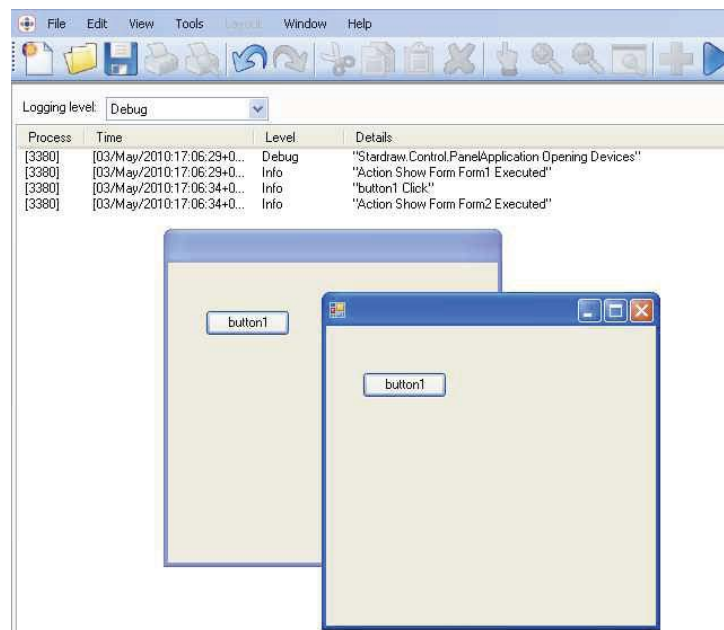 File Edit View Tools Layout Window Help
Logging level: Debug
Process Time Level Details
[3380] [03/May/2010:17:06:29+0... Debug "Stardraw.Control.PanelApplication Opening Devices"
[3380] [03/May/2010:17:06:29+0... Info "Action Show Form Form1 Executed"
[3380] [03/May/2010:17:06:34+0... Info "button1 Click"
[3380] [03/May/2010:17:06:34+0... Info "Action Show Form Form2 Executed"
button1
button1